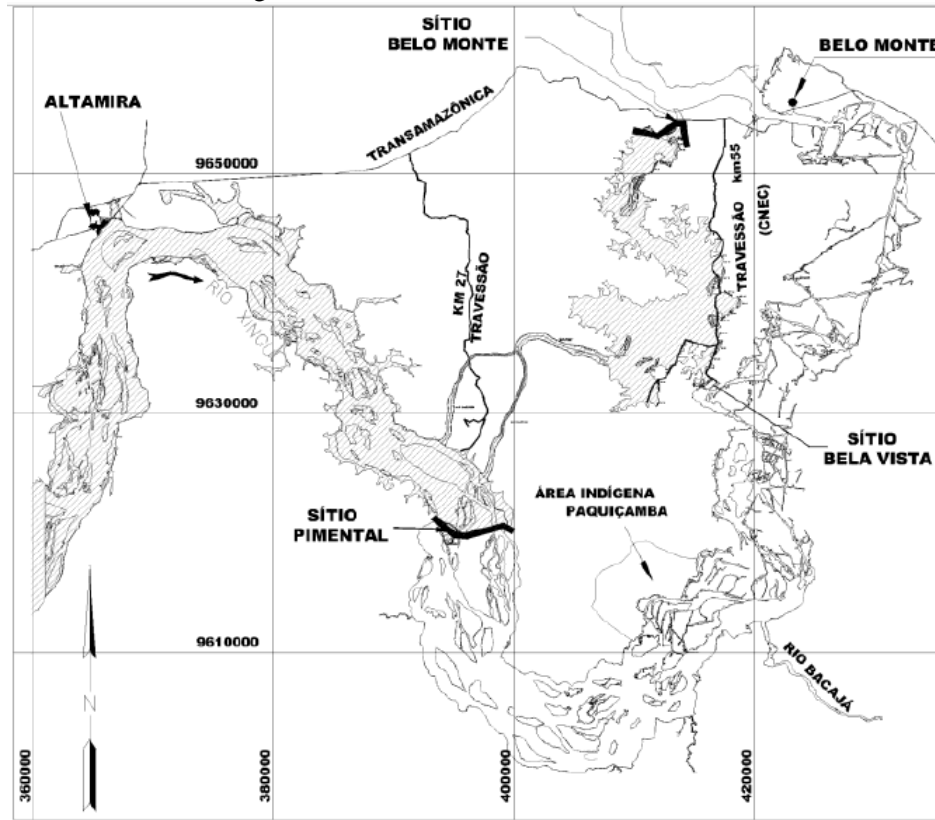 SÍTIO
BELO MONTE
BELO MONTE
ALTAMIRA
TRANSAMAZÔNICA
9650000
TRAVESSÃO km55
(CNEC)
RIO XINGU
KM 27
TRAVESSÃO
9630000
SÍTIO
BELA VISTA
ÁREA INDÍGENA
PAQUIÇAMBA
SÍTIO
PIMENTAL
9610000
RIO BACAJÁ
N
360000
380000
400000
420000